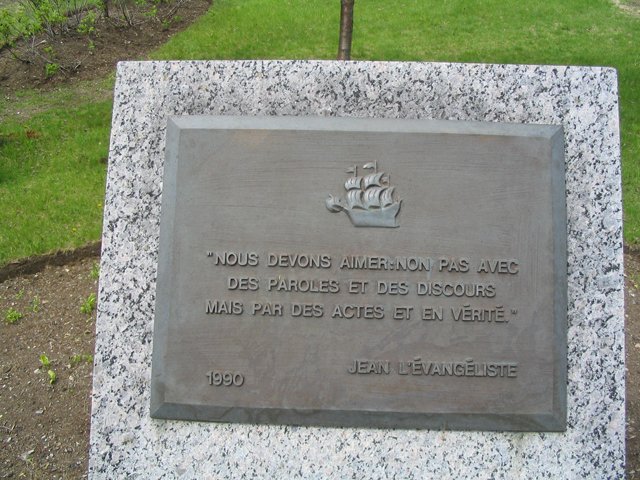 "NOUS DEVONS AIMER: NON PAS AVEC
DES PAROLES ET DES DISCOURS
MAIS PAR DES ACTES ET EN VÉRITÉ."
JEAN L'ÉVANGÉLISTE
1990